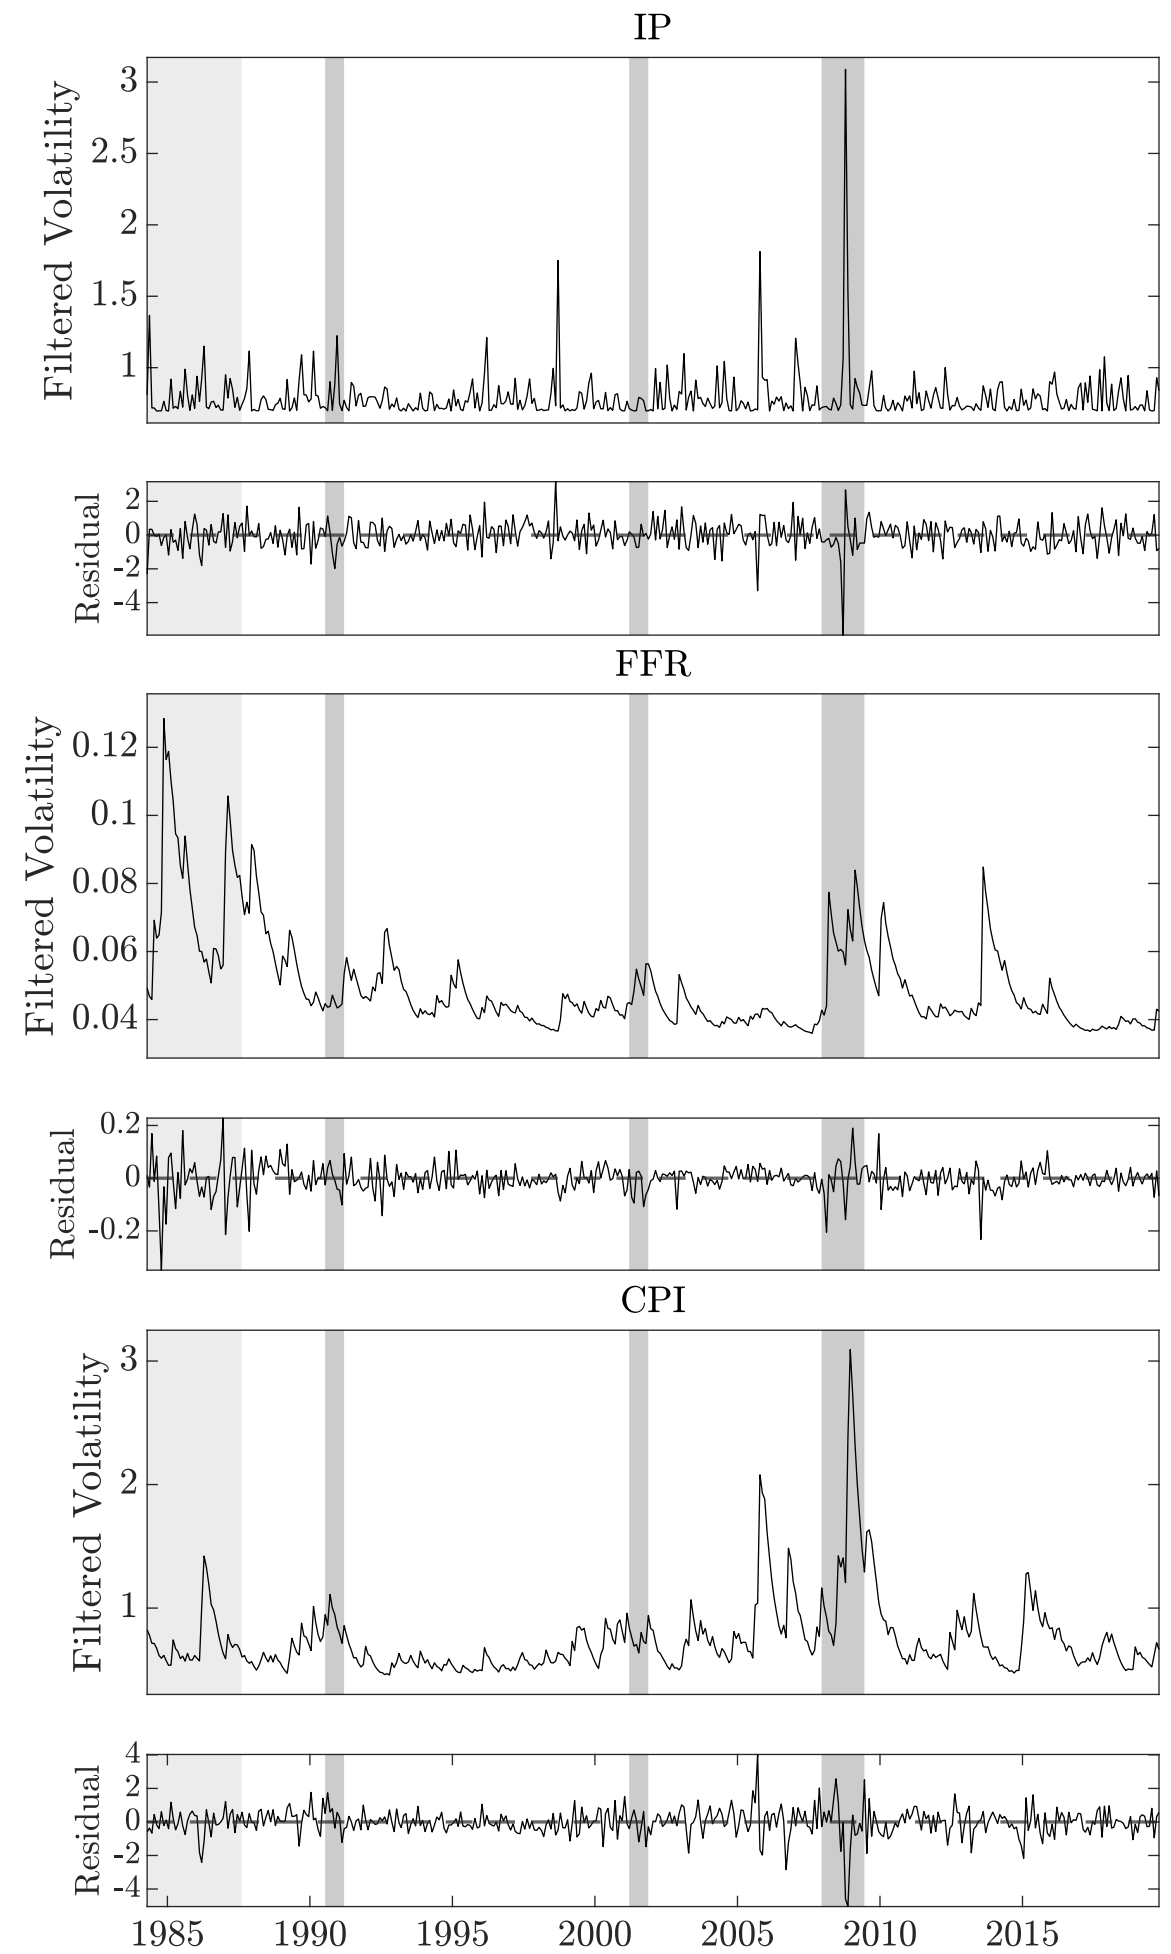 IP
Filtered Volatility
3
2.5
2
1.5
1
Residual
2
0
-2
-4
FFR
Filtered Volatility
0.12
0.1
0.08
0.06
0.04
Residual
0.2
0
-0.2
CPI
Filtered Volatility
3
2
1
Residual
4
2
0
-2
-4
1985 1990 1995 2000 2005 2010 2015